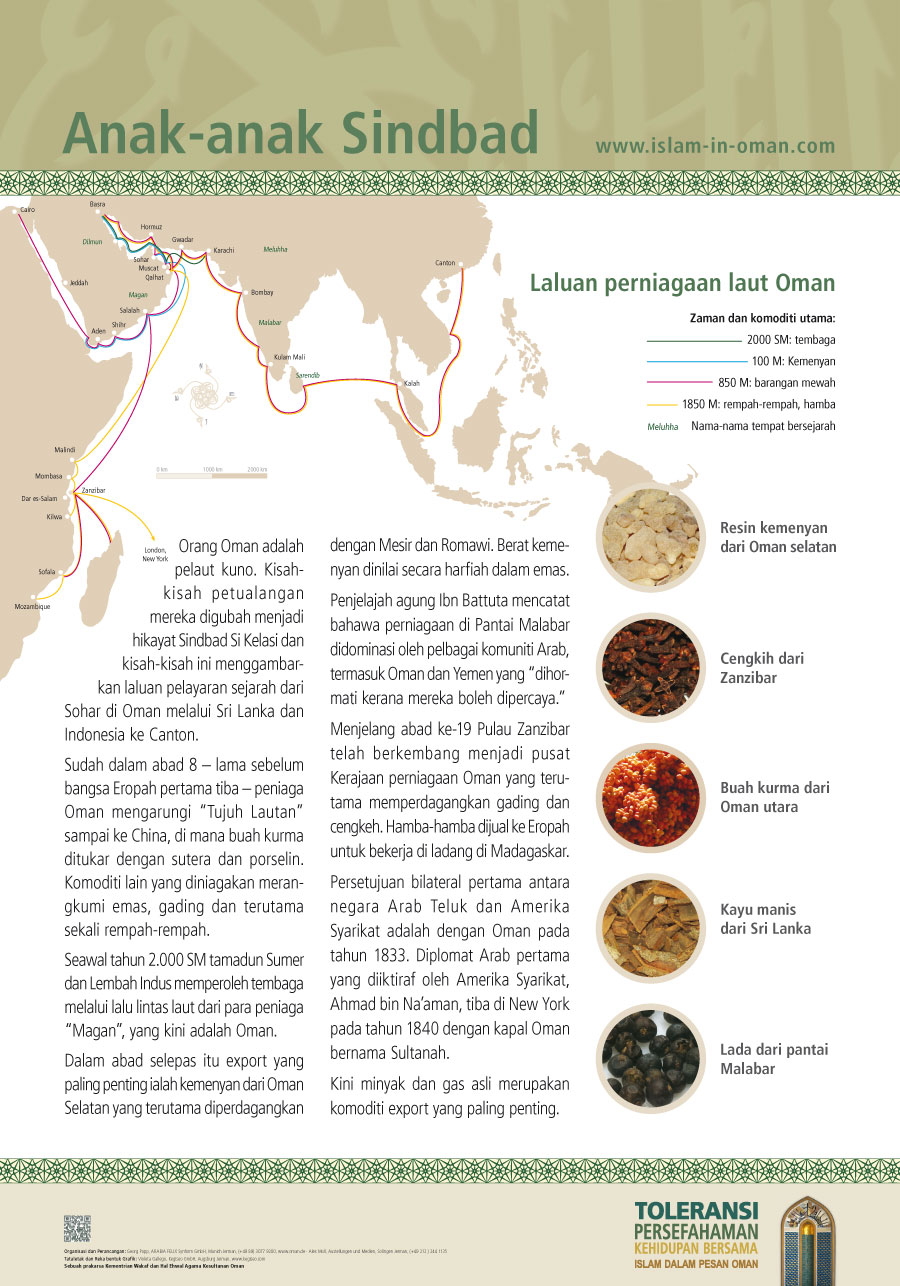 Anak-anak Sindbad
www.islam-in-oman.com
Cairo
Basra
Dilmun
Hormuz
Gwadar
Karachi
Meluhha
Sohar
Muscat
Qalhat
Jeddah
Magan
Salalah
Shihr
Aden
Bombay
Malabar
Kulam Mali
Sarendib
Kalah
Canton
0 km 1000 km 2000 km
Malindi
Mombasa
Zanzibar
Dar es-Salam
Kilwa
London,
New York
Sofala
Mozambique
Laluan perniagaan laut Oman
Zaman dan komoditi utama:
2000 SM: tembaga
100 M: Kemenyan
850 M: barangan mewah
1850 M: rempah-rempah, hamba
Meluhha Nama-nama tempat bersejarah
Orang Oman adalah
pelaut kuno. Kisah-
kisah petualangan
mereka digubah menjadi
hikayat Sindbad Si Kelasi dan
kisah-kisah ini menggambar-
kan laluan pelayaran sejarah dari
Sohar di Oman melalui Sri Lanka dan
Indonesia ke Canton.
Sudah dalam abad 8 – lama sebelum
bangsa Eropah pertama tiba – peniaga
Oman mengarungi “Tujuh Lautan”
sampai ke China, di mana buah kurma
ditukar dengan sutera dan porselin.
Komoditi lain yang diniagakan meran-
gkumi emas, gading dan terutama
sekali rempah-rempah.
Seawal tahun 2.000 SM tamadun Sumer
dan Lembah Indus memperoleh tembaga
melalui lalu lintas laut dari para peniaga
“Magan”, yang kini adalah Oman.
Dalam abad selepas itu export yang
paling penting ialah kemenyan dari Oman
Selatan yang terutama diperdagangkan
dengan Mesir dan Romawi. Berat keme-
nyan dinilai secara harfiah dalam emas.
Penjelajah agung Ibn Battuta mencatat
bahawa perniagaan di Pantai Malabar
didominasi oleh pelbagai komuniti Arab,
termasuk Oman dan Yemen yang “dihor-
mati kerana mereka boleh dipercaya.”
Menjelang abad ke-19 Pulau Zanzibar
telah berkembang menjadi pusat
Kerajaan perniagaan Oman yang teru-
tama memperdagangkan gading dan
cengkeh. Hamba-hamba dijual ke Eropah
untuk bekerja di ladang di Madagaskar.
Persetujuan bilateral pertama antara
negara Arab Teluk dan Amerika
Syarikat adalah dengan Oman pada
tahun 1833. Diplomat Arab pertama
yang diiktiraf oleh Amerika Syarikat,
Ahmad bin Na’aman, tiba di New York
pada tahun 1840 dengan kapal Oman
bernama Sultanah.
Kini minyak dan gas asli merupakan
komoditi export yang paling penting.
Resin kemenyan
dari Oman selatan
Cengkih dari
Zanzibar
Buah kurma dari
Oman utara
Kayu manis
dari Sri Lanka
Lada dari pantai
Malabar
Sebuah prakarsa Kementrian Wakaf dan Hal Ehwal Agama Kesultanan Oman
TOLERANSI
PERSEFAHAMAN
KEHIDUPAN BERSAMA
ISLAM DALAM PESAN OMAN